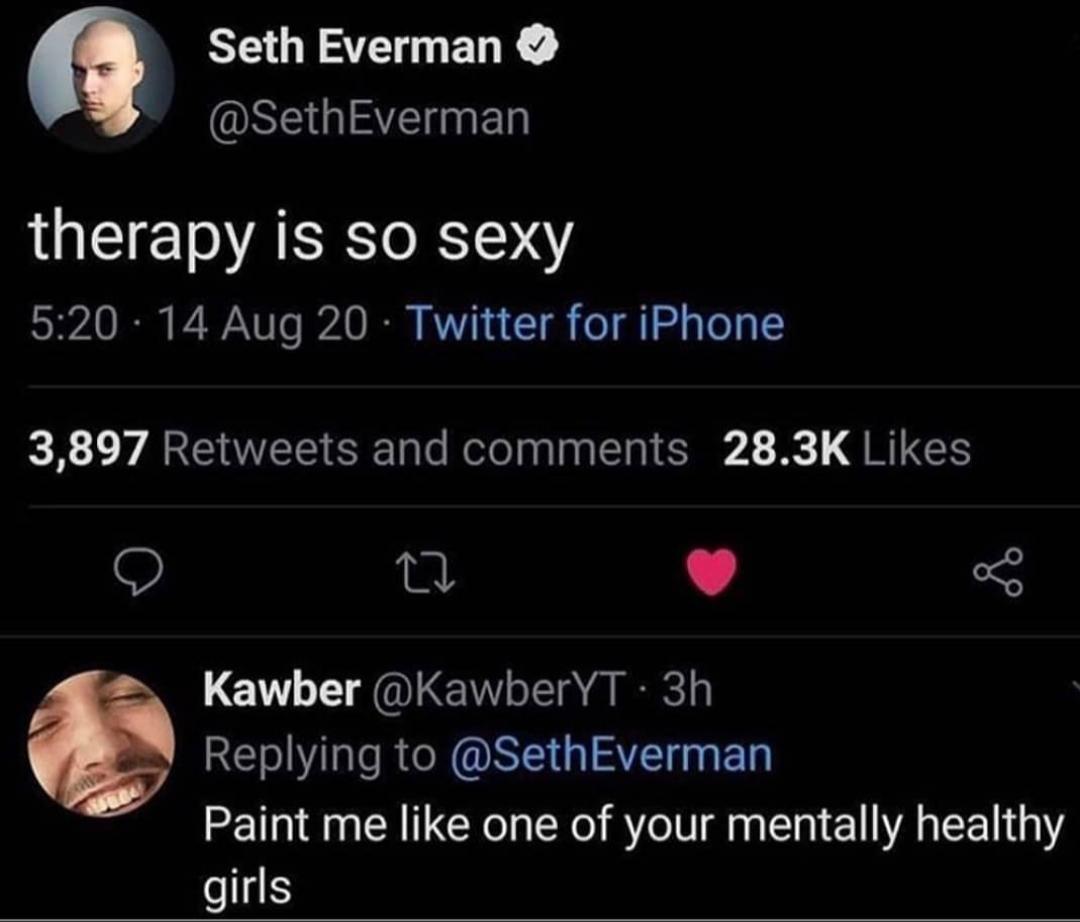 Seth Everman
@SethEverman
therapy is so sexy
5:20 · 14 Aug 20 · Twitter for iPhone
3,897 Retweets and comments 28.3K Likes
Kawber @KawberYT · 3h
Replying to @SethEverman
Paint me like one of your mentally healthy
girls